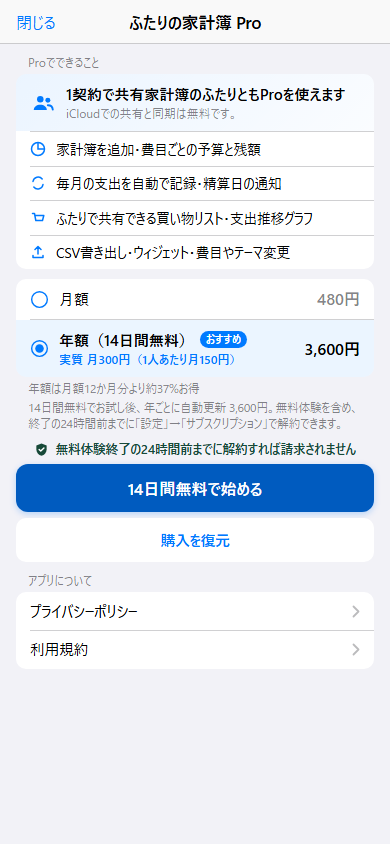 閉じる
ふたりの家計簿 Pro
Proでできること
1契約で共有家計簿のふたりともProを使えます
iCloudでの共有と同期は無料です。
家計簿を追加・費目ごとの予算と残額
毎月の支出を自動で記録・精算日の通知
ふたりで共有できる買い物リスト・支出推移グラフ
CSV書き出し・ウィジェット・費目やテーマ変更
月額
480円
年額（14日間無料）
おすすめ
実質 月300円（1人あたり月150円）
3,600円
年額は月額12か月分より約37%お得
14日間無料でお試し後、年ごとに自動更新 3,600円。無料体験を含め、
終了の24時間前までに「設定」→「サブスクリプション」で解約できます。
無料体験終了の24時間前までに解約すれば請求されません
14日間無料で始める
購入を復元
アプリについて
プライバシーポリシー
利用規約